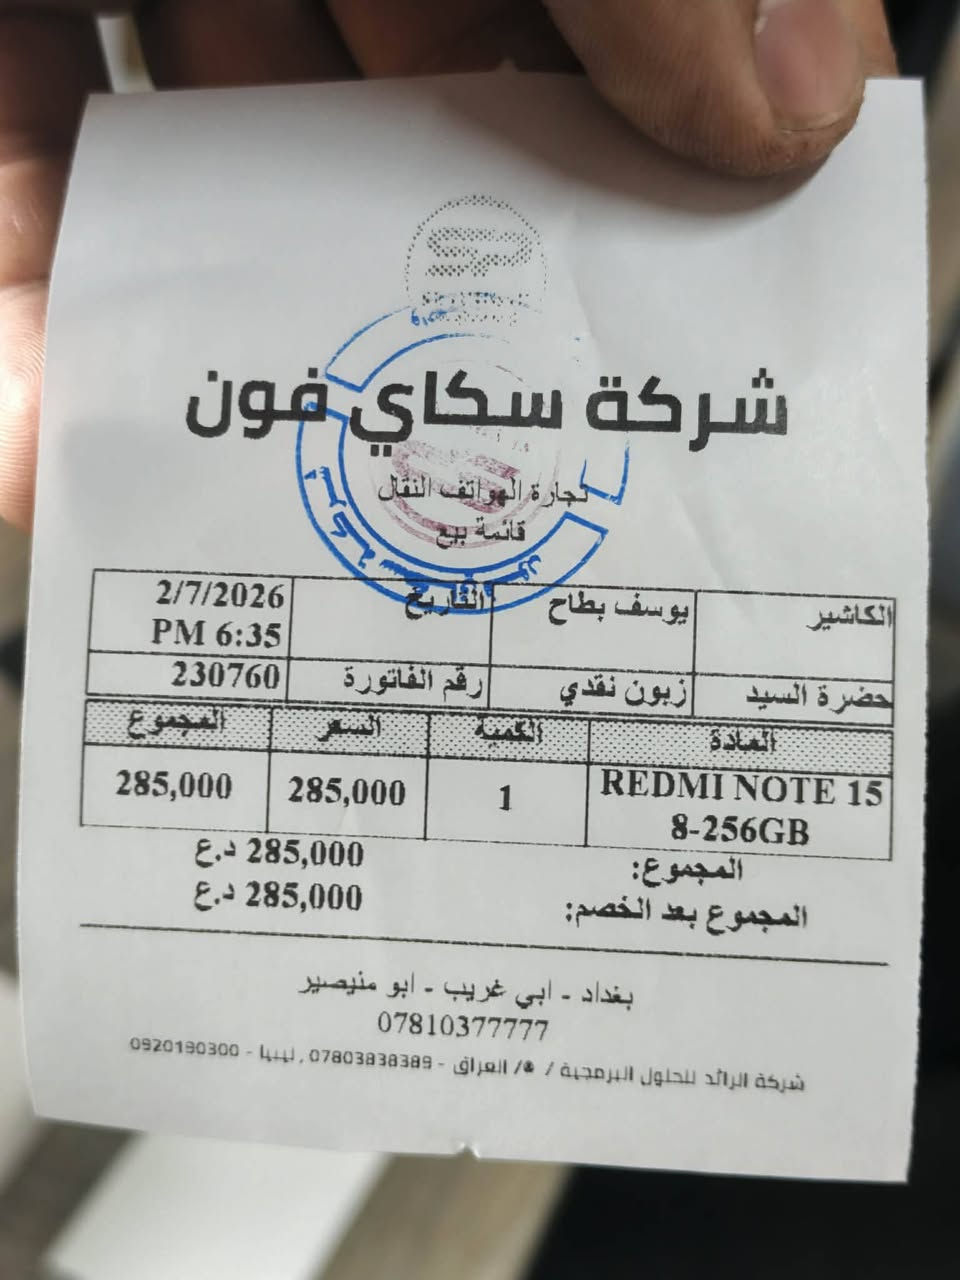 شركة سكاي فون
تجارة الهواتف النقال
قائمة بيع
الكاشير يوسف بطاح التاريخ 2/7/2026 PM 6:35
حضرة السيد زبون نقدي رقم الفاتورة 230760
المادة الكمية السعر المجموع
REDMI NOTE 15 8-256GB 1 285,000 285,000
المجموع: 285,000 د.ع
المجموع بعد الخصم: 285,000 د.ع
بغداد - ابي غريب - ابو منيصير
07810377777
شركة الرائد للحلول البرمجية / العراق - 07803838389 , ليبيا - 0920190300